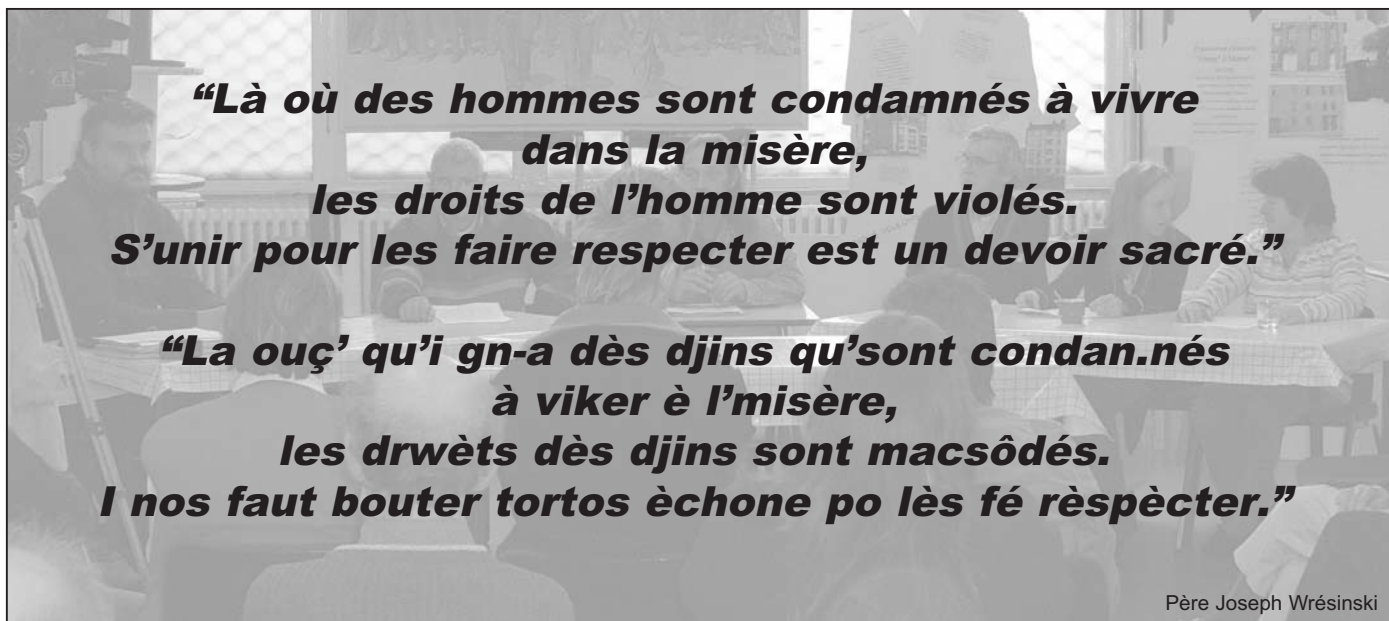 “Là où des hommes sont condamnés à vivre
dans la misère,
les droits de l’homme sont violés.
S’unir pour les faire respecter est un devoir sacré.”
“La ouç’ qu’i gn-a dès djins qu’sont condan.nés
à viker è l’misère,
les drwèts dès djins sont macsôdés.
I nos faut bouter tortos èchone po lès fé rèspècter.”
Père Joseph Wrésinski